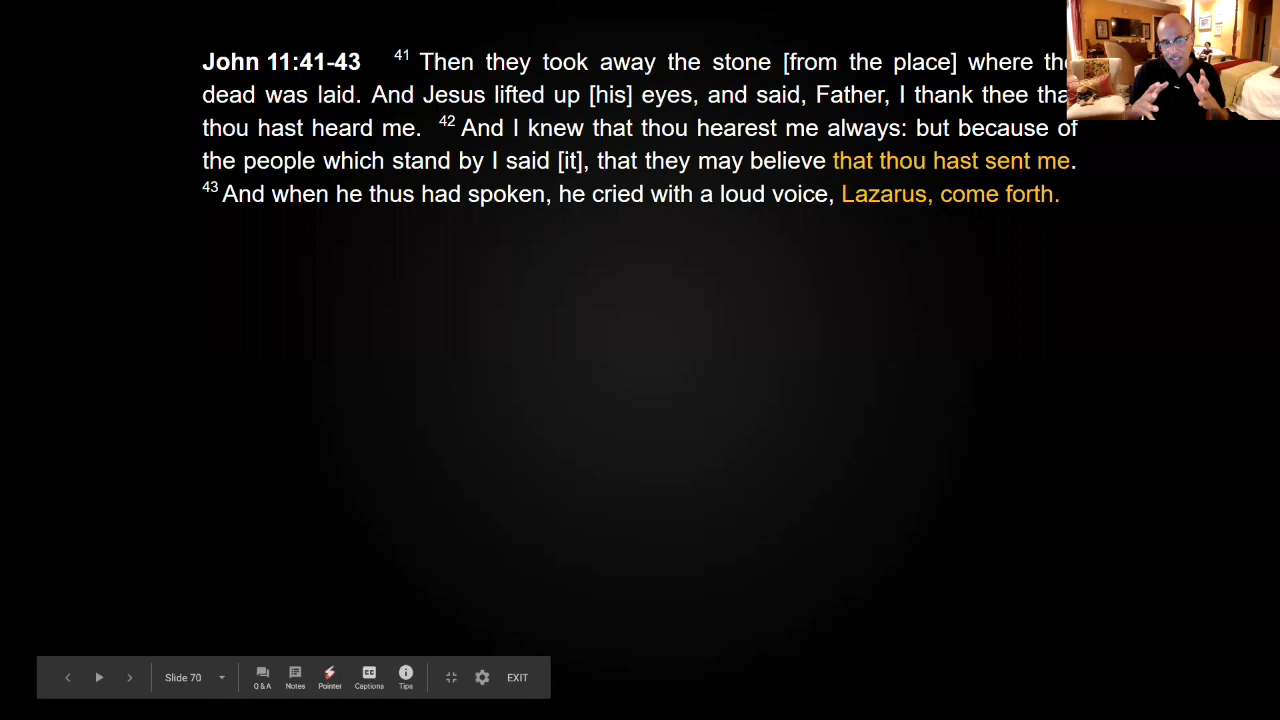 John 11:41-43 41 Then they took away the stone [from the place] where th
dead was laid. And Jesus lifted up [his] eyes, and said, Father, I thank thee tha
thou hast heard me. 42 And I knew that thou hearest me always: but because of
the people which stand by I said [it], that they may believe that thou hast sent me.
43 And when he thus had spoken, he cried with a loud voice, Lazarus, come forth.
Slide 70
Q & A Notes Pointer Captions Tips
EXIT